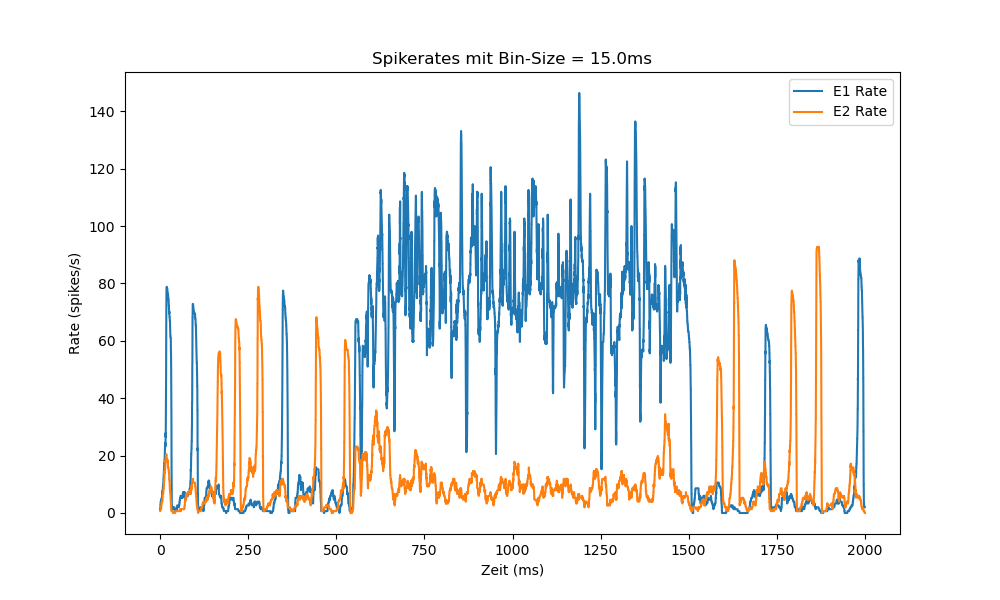 Spikerates mit Bin-Size = 15.0ms
E1 Rate
E2 Rate
Rate (spikes/s)
140
120
100
80
60
40
20
0
0 250 500 750 1000 1250 1500 1750 2000
Zeit (ms)